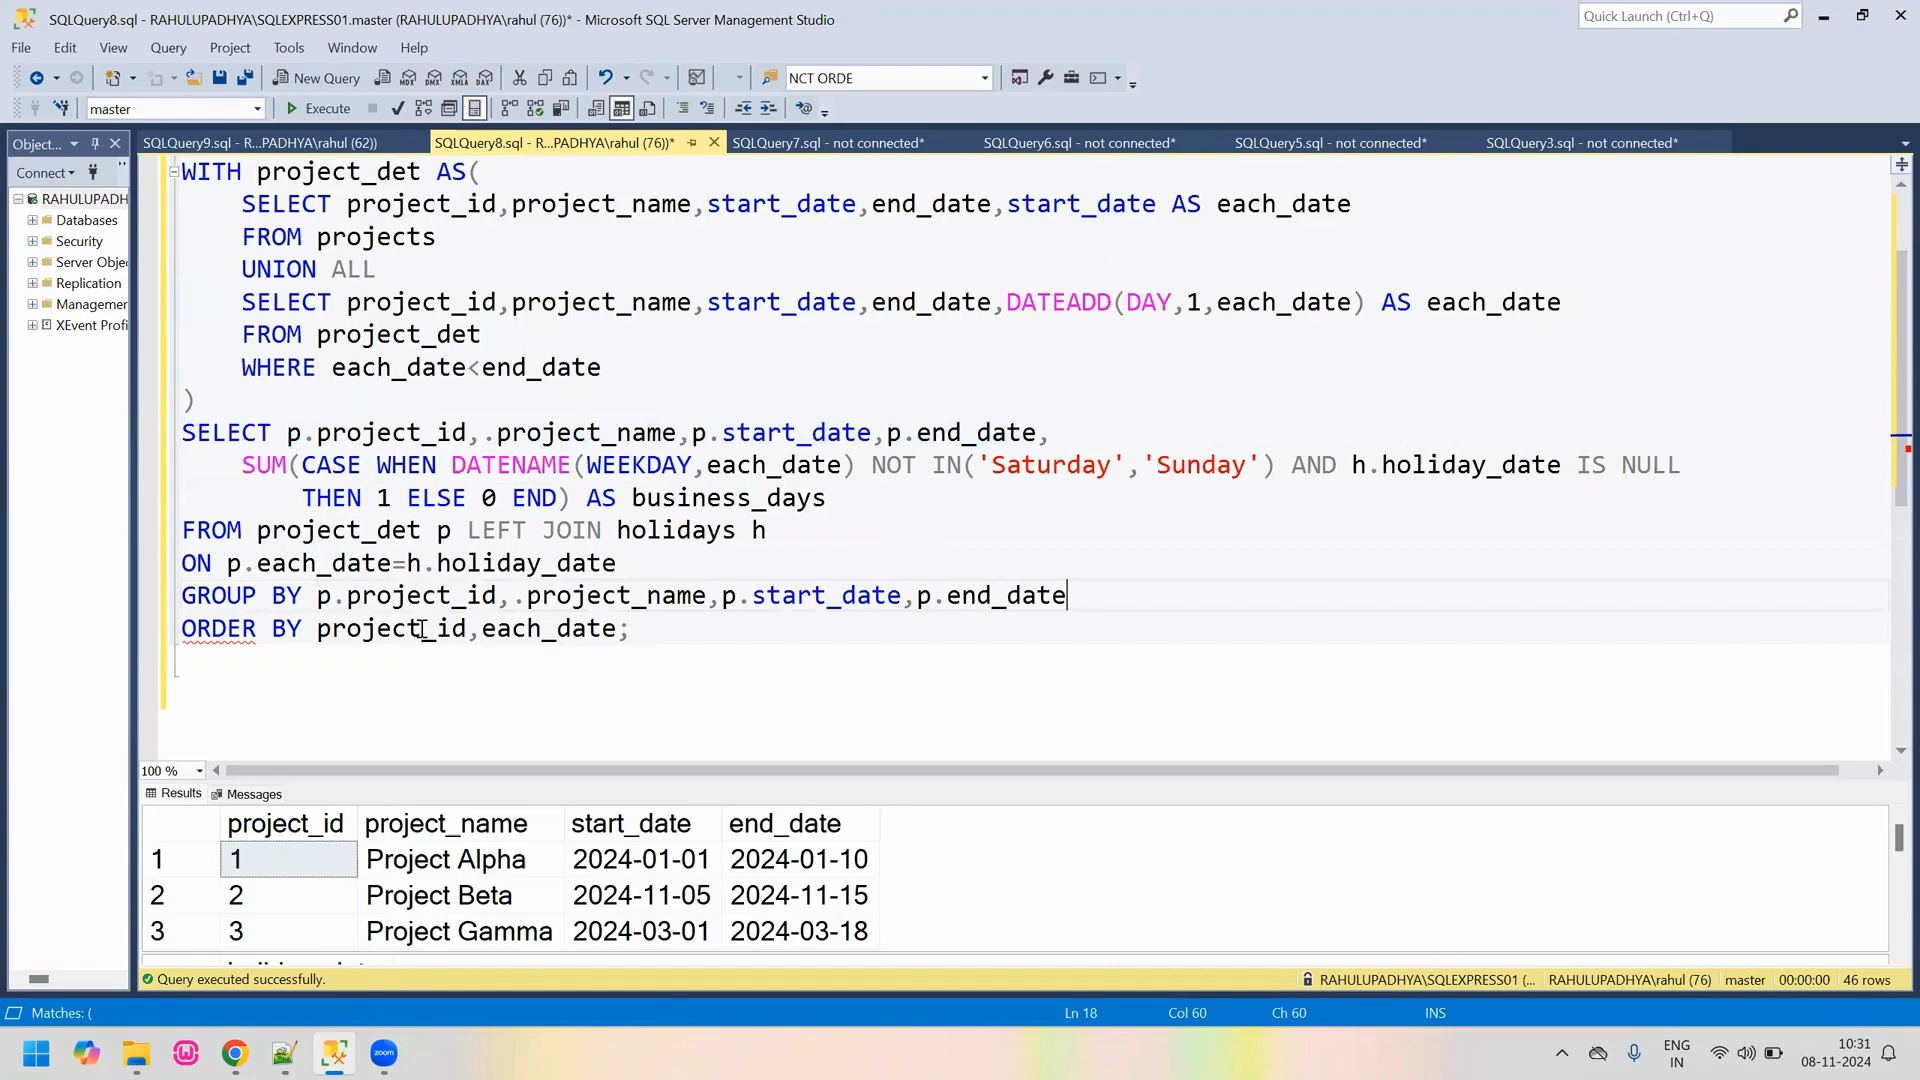 SQLQuery8.sql - RAHULUPADHYA\SQLEXPRESS01.master (RAHULUPADHYA\rahul (76))* - Microsoft SQL Server Management Studio
Quick Launch (Ctrl+Q)
File Edit View Query Project Tools Window Help
New Query
MDX DMX XMLA DAX
NCT ORDE
master
Execute
Object...
SQLQuery9.sql - R...PADHYA\rahul (62))
SQLQuery8.sql - R...PADHYA\rahul (76))*
SQLQuery7.sql - not connected*
SQLQuery6.sql - not connected*
SQLQuery5.sql - not connected*
SQLQuery3.sql - not connected*
Connect
RAHULUPADH
Databases
Security
Server Obje
Replication
Managemer
XEvent Profi
WITH project_det AS(
SELECT project_id,project_name,start_date,end_date,start_date AS each_date
FROM projects
UNION ALL
SELECT project_id,project_name,start_date,end_date,DATEADD(DAY,1,each_date) AS each_date
FROM project_det
WHERE each_date<end_date
)
SELECT p.project_id,.project_name,p.start_date,p.end_date,
SUM(CASE WHEN DATENAME(WEEKDAY,each_date) NOT IN('Saturday','Sunday') AND h.holiday_date IS NULL
THEN 1 ELSE 0 END) AS business_days
FROM project_det p LEFT JOIN holidays h
ON p.each_date=h.holiday_date
GROUP BY p.project_id,.project_name,p.start_date,p.end_date
ORDER BY project_id,each_date;
100 %
Results Messages
project_id project_name start_date end_date
1 1 Project Alpha 2024-01-01 2024-01-10
2 2 Project Beta 2024-11-05 2024-11-15
3 3 Project Gamma 2024-03-01 2024-03-18
Query executed successfully.
RAHULUPADHYA\SQLEXPRESS01 (... RAHULUPADHYA\rahul (76) master 00:00:00 46 rows
Matches: (
Ln 18 Col 60 Ch 60 INS
zoom
ENG
IN
10:31
08-11-2024